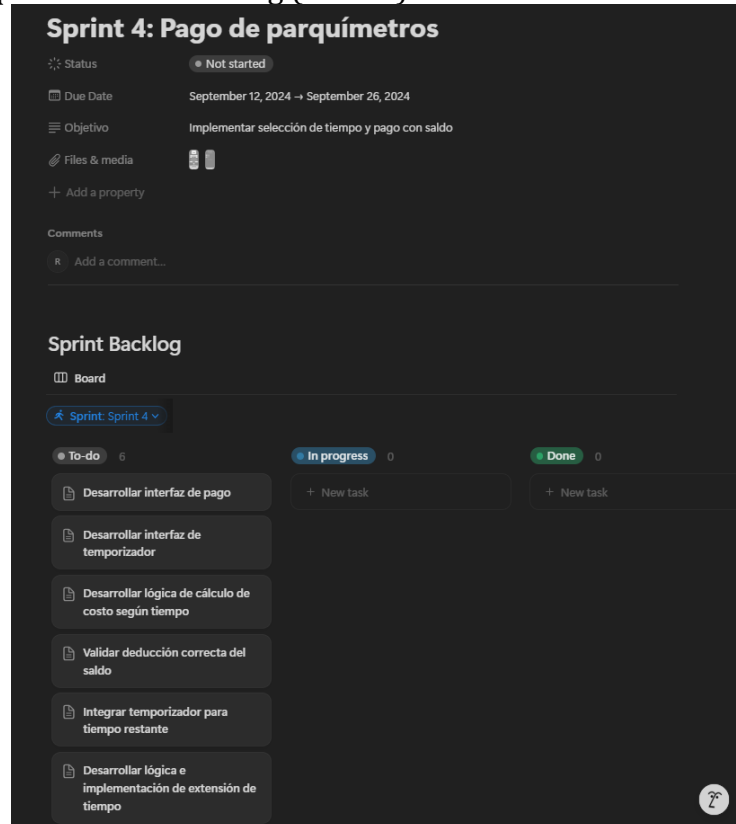 Sprint 4: Pago de parquímetros
Status Not started
Due Date September 12, 2024 → September 26, 2024
Objetivo Implementar selección de tiempo y pago con saldo
Files & media
+ Add a property
Comments
R Add a comment...
Sprint Backlog
Board
Sprint: Sprint 4
To-do 6 In progress 0 Done 0
Desarrollar interfaz de pago + New task + New task
Desarrollar interfaz de
temporizador
Desarrollar lógica de cálculo de
costo según tiempo
Validar deducción correcta del
saldo
Integrar temporizador para
tiempo restante
Desarrollar lógica e
implementación de extensión de
tiempo